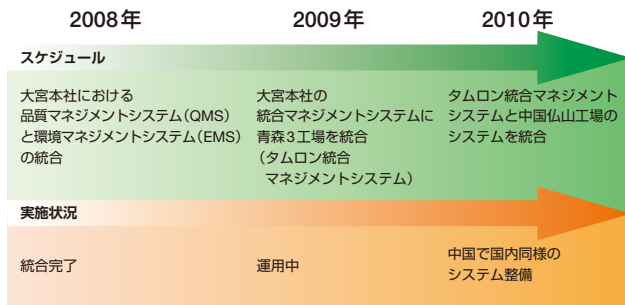 2008年
2009年
2010年
スケジュール
大宮本社における
品質マネジメントシステム（QMS）
と環境マネジメントシステム（EMS）
の統合
大宮本社の
統合マネジメントシステムに
青森3工場を統合
（タムロン統合
マネジメントシステム）
タムロン統合マネジメント
システムと中国仏山工場の
システムを統合
実施状況
統合完了
運用中
中国で国内同様の
システム整備